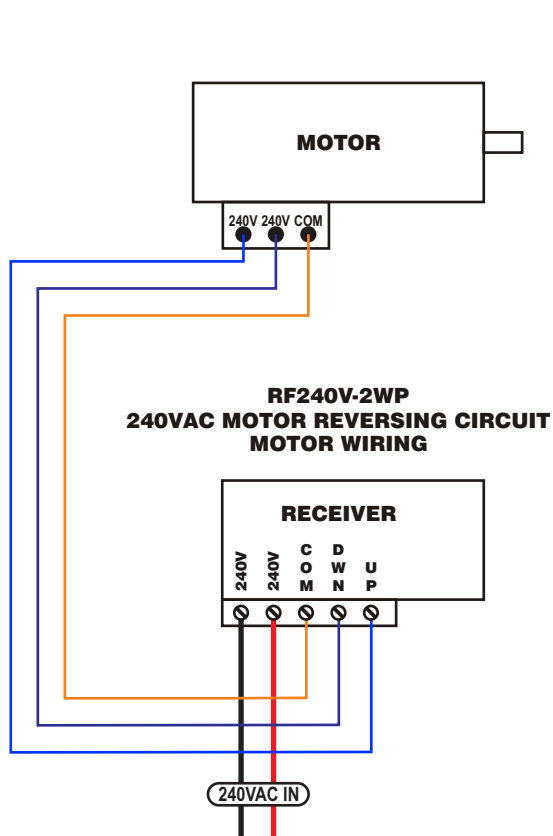 MOTOR
240V 240V COM
RF240V-2WP
240VAC MOTOR REVERSING CIRCUIT
MOTOR WIRING
RECEIVER
240V
240V
COM
DWN
UP
240VAC IN